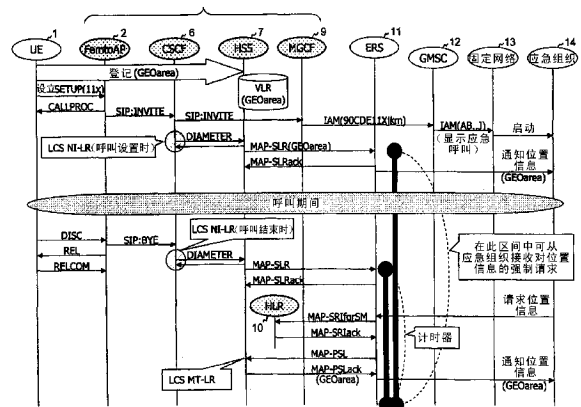 1
2
6
7
9
11
12
13
14
UE
FemtoAP
CSCF
HSS
MGCF
ERS
GMSC
固定网络
应急组织
登记(GEOarea)
VLR
(GEOarea)
设立SETUP(11x)
CALLPROC
SIP:INVITE
SIP:INVITE
IAM(90CDE11X|km)
IAM(AB..J)
(显示应急
呼叫)
启动
LCS NI-LR(呼叫设置时)
DIAMETER
MAP-SLR(GEOarea)
MAP-SLRack
通知位置
信息
(GEOarea)
呼叫期间
DISC
REL
RELCOM
SIP:BYE
LCS NI-LR(呼叫结束时)
DIAMETER
MAP-SLR
MAP-SLRack
在此区间中可从
应急组织接收对位置
信息的强制请求
HLR
10
MAP-SRIforSM
MAP-SRIack
请求位置
信息
计时器
LCS MT-LR
MAP-PSL
MAP-PSLack
(GEOarea)
通知位置
信息
(GEOarea)